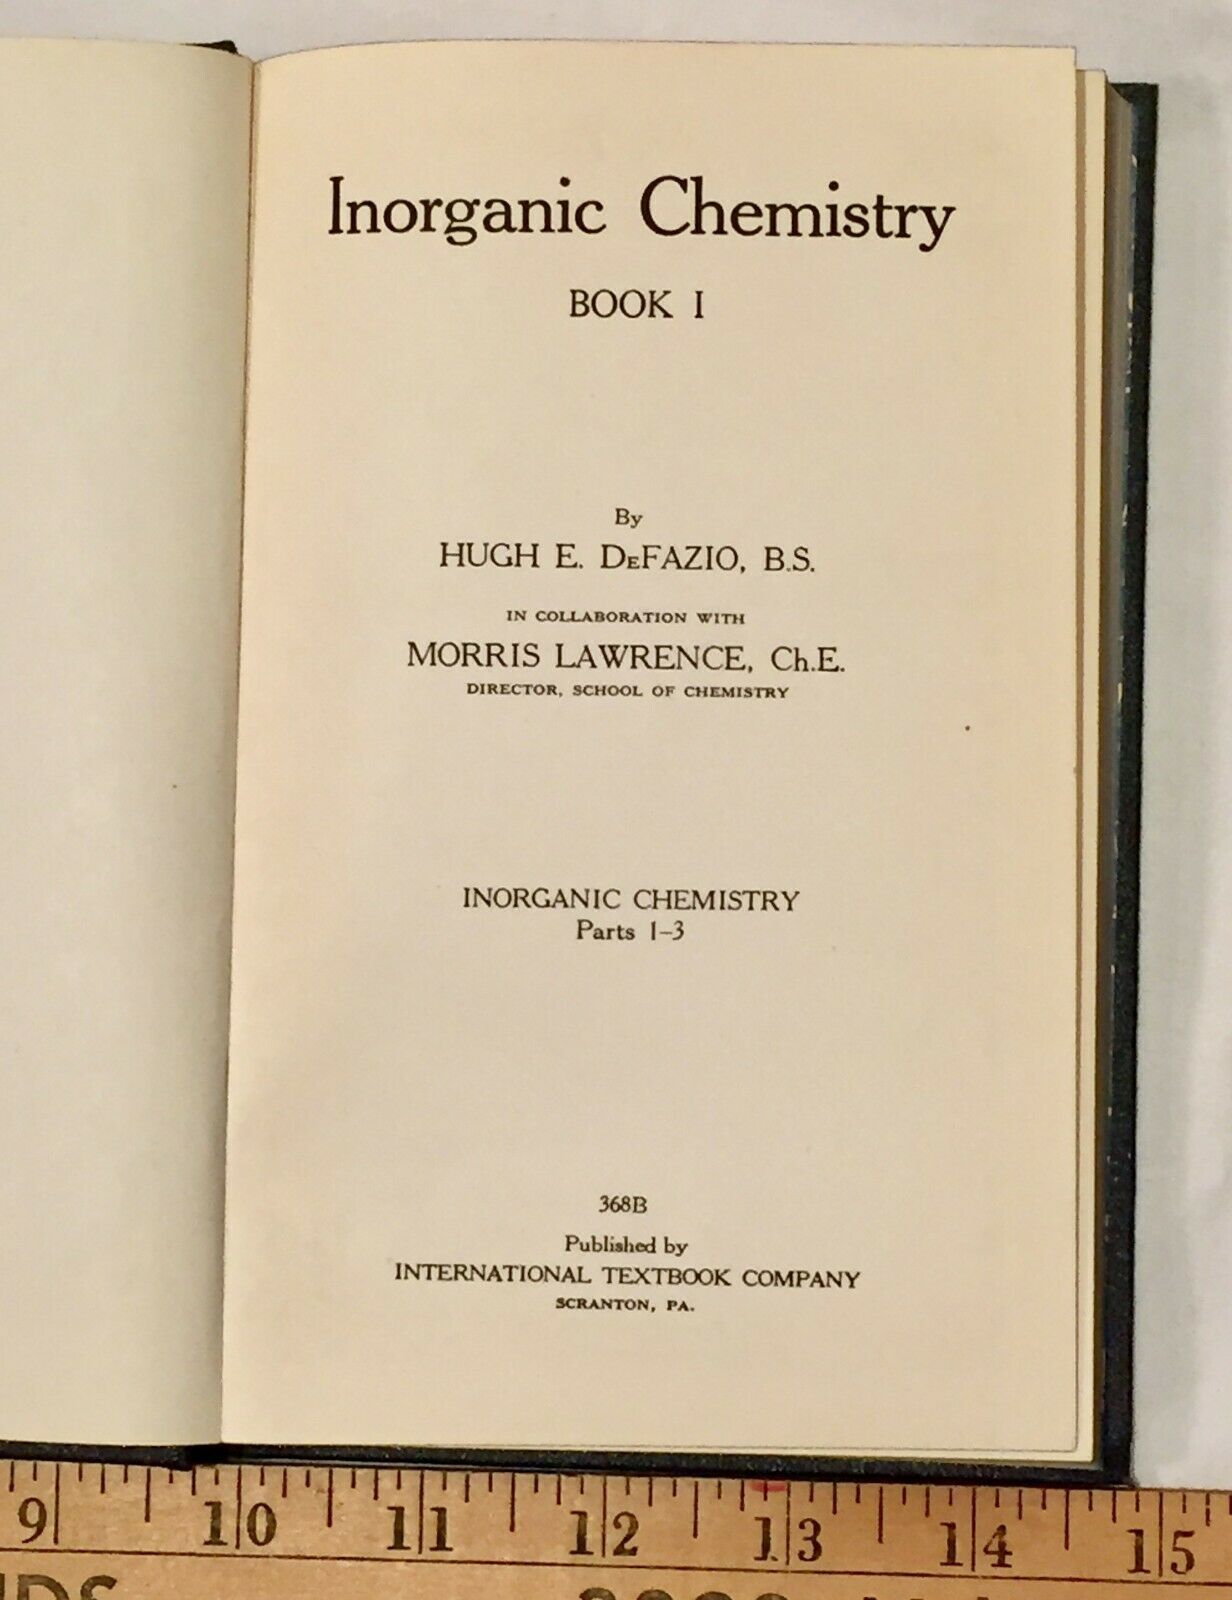 Inorganic Chemistry
BOOK I
By
HUGH E. DeFAZIO, B.S.
IN COLLABORATION WITH
MORRIS LAWRENCE, Ch.E.
DIRECTOR, SCHOOL OF CHEMISTRY
INORGANIC CHEMISTRY
Parts 1–3
368B
Published by
INTERNATIONAL TEXTBOOK COMPANY
SCRANTON, PA.
9 10 11 12 13 14 15